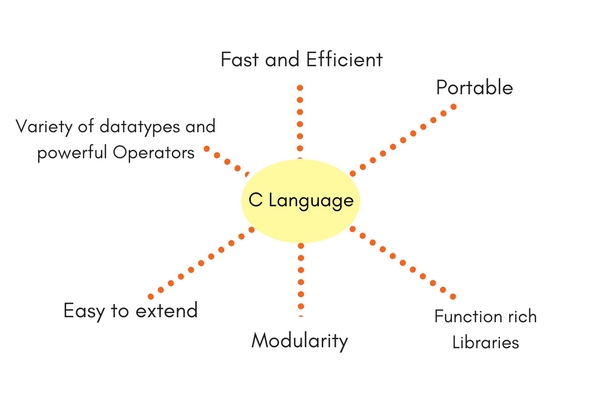 Fast and Efficient
Portable
Variety of datatypes and
powerful Operators
C Language
Easy to extend
Modularity
Function rich
Libraries